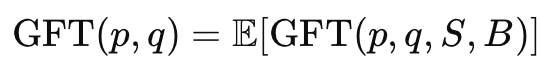 GFT(p, q) = 𝔼[GFT(p, q, S, B)]